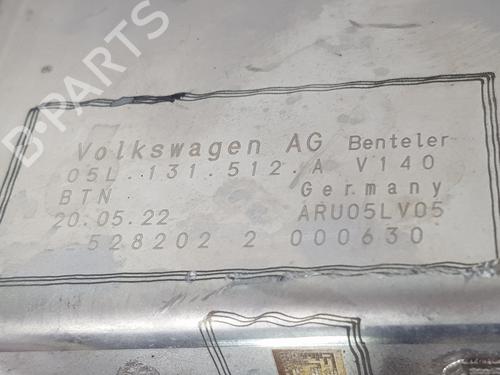 B-PARTS
Volkswagen AG Benteler
05L.131.512.A V140
BTN Germany
20.05.22 ARU05LV05
528202 2 000630